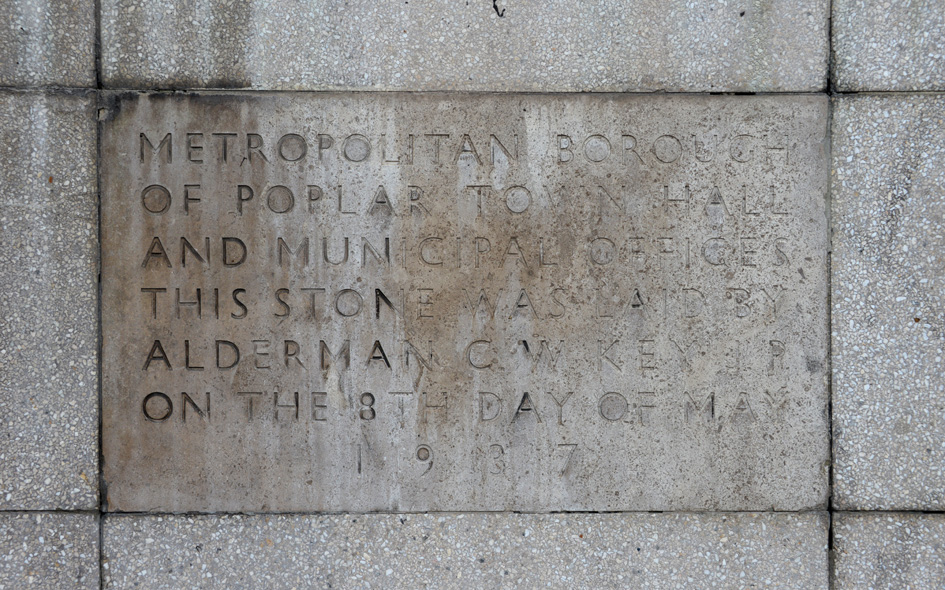 METROPOLITAN BOROUGH
OF POPLAR TOWN HALL
AND MUNICIPAL OFFICES
THIS STONE WAS LAID BY
ALDERMAN C W KEY J P
ON THE 8TH DAY OF MAY
1937